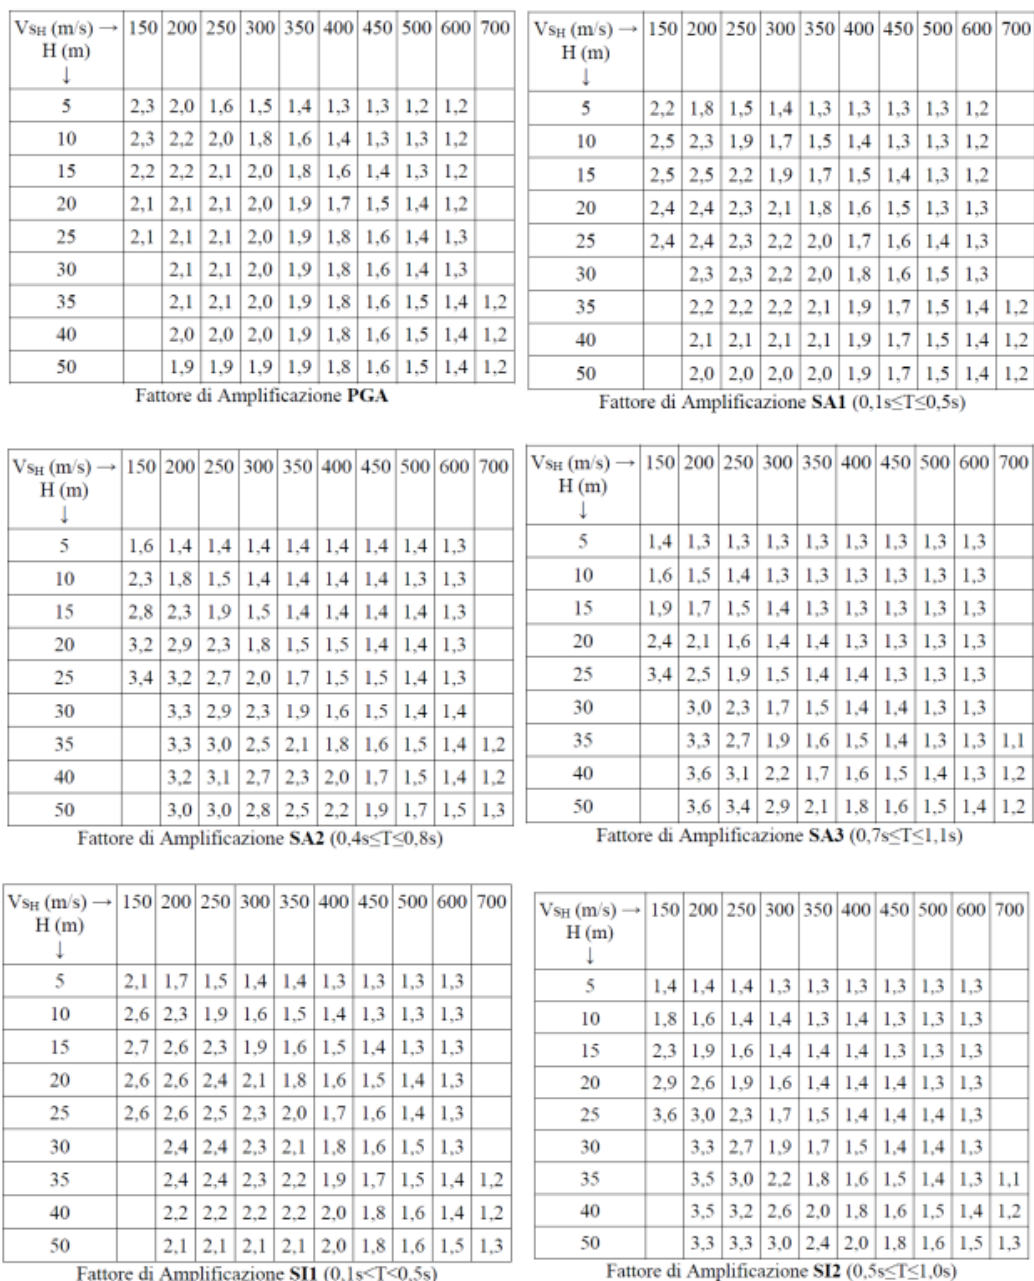 Vs_H (m/s) → 150 200 250 300 350 400 450 500 600 700
H (m)
↓
5 2,3 2,0 1,6 1,5 1,4 1,3 1,3 1,2 1,2
10 2,3 2,2 2,0 1,8 1,6 1,4 1,3 1,3 1,2
15 2,2 2,2 2,1 2,0 1,8 1,6 1,4 1,3 1,2
20 2,1 2,1 2,1 2,0 1,9 1,7 1,5 1,4 1,2
25 2,1 2,1 2,1 2,0 1,9 1,8 1,6 1,4 1,3
30 2,1 2,1 2,0 1,9 1,8 1,6 1,4 1,3
35 2,1 2,1 2,0 1,9 1,8 1,6 1,5 1,4 1,2
40 2,0 2,0 2,0 1,9 1,8 1,6 1,5 1,4 1,2
50 1,9 1,9 1,9 1,9 1,8 1,6 1,5 1,4 1,2
Fattore di Amplificazione PGA
Vs_H (m/s) → 150 200 250 300 350 400 450 500 600 700
H (m)
↓
5 2,2 1,8 1,5 1,4 1,3 1,3 1,3 1,3 1,2
10 2,5 2,3 1,9 1,7 1,5 1,4 1,3 1,3 1,2
15 2,5 2,5 2,2 1,9 1,7 1,5 1,4 1,3 1,2
20 2,4 2,4 2,3 2,1 1,8 1,6 1,5 1,3 1,3
25 2,4 2,4 2,3 2,2 2,0 1,7 1,6 1,4 1,3
30 2,3 2,3 2,2 2,0 1,8 1,6 1,5 1,3
35 2,2 2,2 2,2 2,1 1,9 1,7 1,5 1,4 1,2
40 2,1 2,1 2,1 2,1 1,9 1,7 1,5 1,4 1,2
50 2,0 2,0 2,0 2,0 1,9 1,7 1,5 1,4 1,2
Fattore di Amplificazione SA1 (0,1s≤T≤0,5s)
Vs_H (m/s) → 150 200 250 300 350 400 450 500 600 700
H (m)
↓
5 1,6 1,4 1,4 1,4 1,4 1,4 1,4 1,4 1,3
10 2,3 1,8 1,5 1,4 1,4 1,4 1,4 1,3 1,3
15 2,8 2,3 1,9 1,5 1,4 1,4 1,4 1,4 1,3
20 3,2 2,9 2,3 1,8 1,5 1,5 1,4 1,4 1,3
25 3,4 3,2 2,7 2,0 1,7 1,5 1,5 1,4 1,3
30 3,3 2,9 2,3 1,9 1,6 1,5 1,4 1,4
35 3,3 3,0 2,5 2,1 1,8 1,6 1,5 1,4 1,2
40 3,2 3,1 2,7 2,3 2,0 1,7 1,5 1,4 1,2
50 3,0 3,0 2,8 2,5 2,2 1,9 1,7 1,5 1,3
Fattore di Amplificazione SA2 (0,4s≤T≤0,8s)
Vs_H (m/s) → 150 200 250 300 350 400 450 500 600 700
H (m)
↓
5 1,4 1,3 1,3 1,3 1,3 1,3 1,3 1,3 1,3
10 1,6 1,5 1,4 1,3 1,3 1,3 1,3 1,3 1,3
15 1,9 1,7 1,5 1,4 1,3 1,3 1,3 1,3 1,3
20 2,4 2,1 1,6 1,4 1,4 1,3 1,3 1,3 1,3
25 3,4 2,5 1,9 1,5 1,4 1,4 1,3 1,3 1,3
30 3,0 2,3 1,7 1,5 1,4 1,4 1,3 1,3
35 3,3 2,7 1,9 1,6 1,5 1,4 1,3 1,3 1,1
40 3,6 3,1 2,2 1,7 1,6 1,5 1,4 1,3 1,2
50 3,6 3,4 2,9 2,1 1,8 1,6 1,5 1,4 1,2
Fattore di Amplificazione SA3 (0,7s≤T≤1,1s)
Vs_H (m/s) → 150 200 250 300 350 400 450 500 600 700
H (m)
↓
5 2,1 1,7 1,5 1,4 1,4 1,3 1,3 1,3 1,3
10 2,6 2,3 1,9 1,6 1,5 1,4 1,3 1,3 1,3
15 2,7 2,6 2,3 1,9 1,6 1,5 1,4 1,3 1,3
20 2,6 2,6 2,4 2,1 1,8 1,6 1,5 1,4 1,3
25 2,6 2,6 2,5 2,3 2,0 1,7 1,6 1,4 1,3
30 2,4 2,4 2,3 2,1 1,8 1,6 1,5 1,3
35 2,4 2,4 2,3 2,2 1,9 1,7 1,5 1,4 1,2
40 2,2 2,2 2,2 2,2 2,0 1,8 1,6 1,4 1,2
50 2,1 2,1 2,1 2,1 2,0 1,8 1,6 1,5 1,3
Fattore di Amplificazione SI1 (0,1s<T<0,5s)
Vs_H (m/s) → 150 200 250 300 350 400 450 500 600 700
H (m)
↓
5 1,4 1,4 1,4 1,3 1,3 1,3 1,3 1,3 1,3
10 1,8 1,6 1,4 1,4 1,3 1,4 1,3 1,3 1,3
15 2,3 1,9 1,6 1,4 1,4 1,4 1,3 1,3 1,3
20 2,9 2,6 1,9 1,6 1,4 1,4 1,4 1,3 1,3
25 3,6 3,0 2,3 1,7 1,5 1,4 1,4 1,4 1,3
30 3,3 2,7 1,9 1,7 1,5 1,4 1,4 1,3
35 3,5 3,0 2,2 1,8 1,6 1,5 1,4 1,3 1,1
40 3,5 3,2 2,6 2,0 1,8 1,6 1,5 1,4 1,2
50 3,3 3,3 3,0 2,4 2,0 1,8 1,6 1,5 1,3
Fattore di Amplificazione SI2 (0,5s≤T≤1,0s)